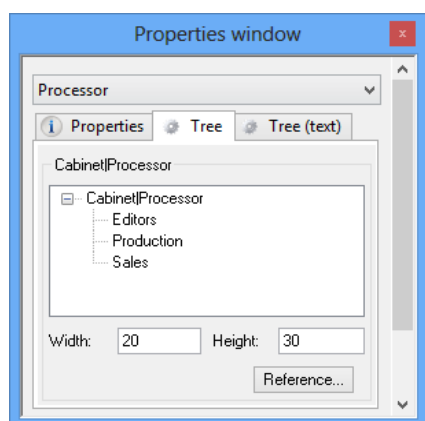 Properties window
x
Processor
i Properties Tree Tree (text)
Cabinet|Processor
Cabinet|Processor
Editors
Production
Sales
Width: 20 Height: 30
Reference...